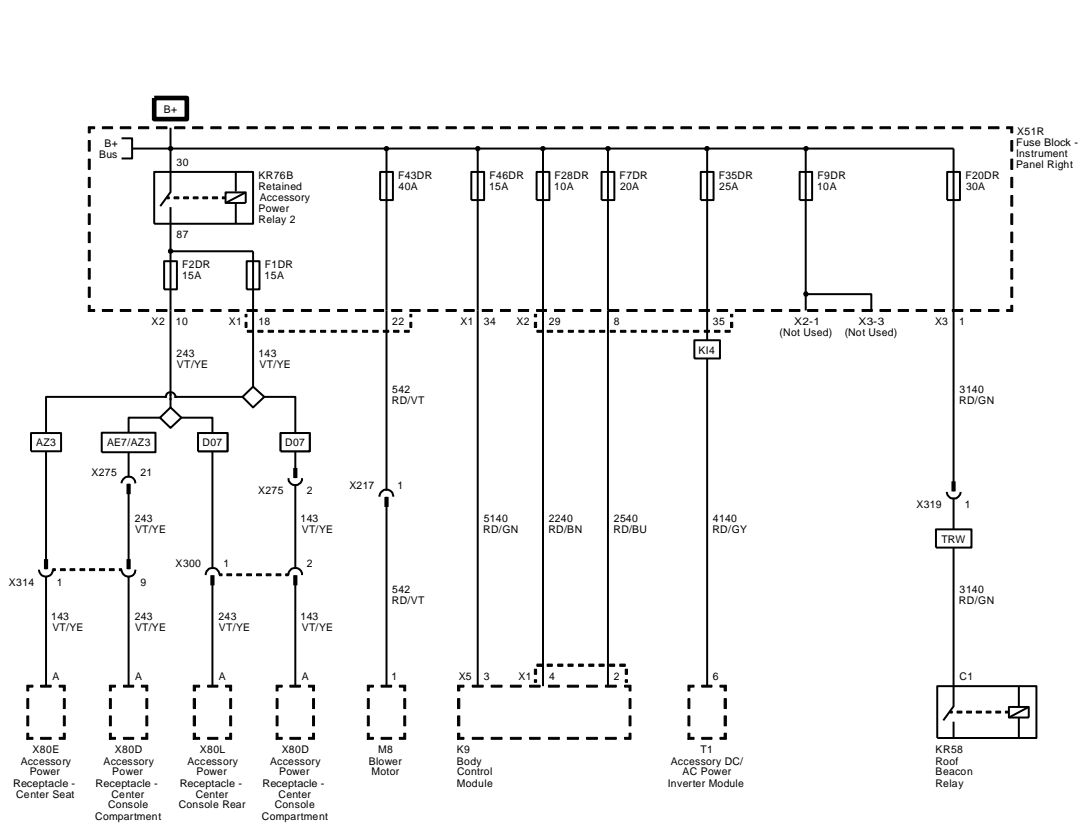 B+
B+
Bus
X51R
Fuse Block -
Instrument
Panel Right
30
KR76B
Retained
Accessory
Power
Relay 2
87
F43DR
40A
F46DR
15A
F28DR
10A
F7DR
20A
F35DR
25A
F9DR
10A
F20DR
30A
F2DR
15A
F1DR
15A
X2 10
X1 18
22
X1 34
X2 29
8
35
X2-1
(Not Used)
X3-3
(Not Used)
X3 1
KI4
243
VT/YE
143
VT/YE
542
RD/VT
3140
RD/GN
AZ3
AE7/AZ3
D07
D07
X275 21
X275 2
X217 1
X319 1
243
VT/YE
143
VT/YE
5140
RD/GN
2240
RD/BN
2540
RD/BU
4140
RD/GY
TRW
X314 1
9
X300 1
2
143
VT/YE
243
VT/YE
243
VT/YE
143
VT/YE
542
RD/VT
3140
RD/GN
A
A
A
A
1
X5 3
X1 4
2
6
C1
X80E
Accessory
Power
Receptacle -
Center Seat
X80D
Accessory
Power
Receptacle -
Center
Console
Compartment
X80L
Accessory
Power
Receptacle -
Center
Console Rear
X80D
Accessory
Power
Receptacle -
Center
Console
Compartment
M8
Blower
Motor
K9
Body
Control
Module
T1
Accessory DC/
AC Power
Inverter Module
KR58
Roof
Beacon
Relay